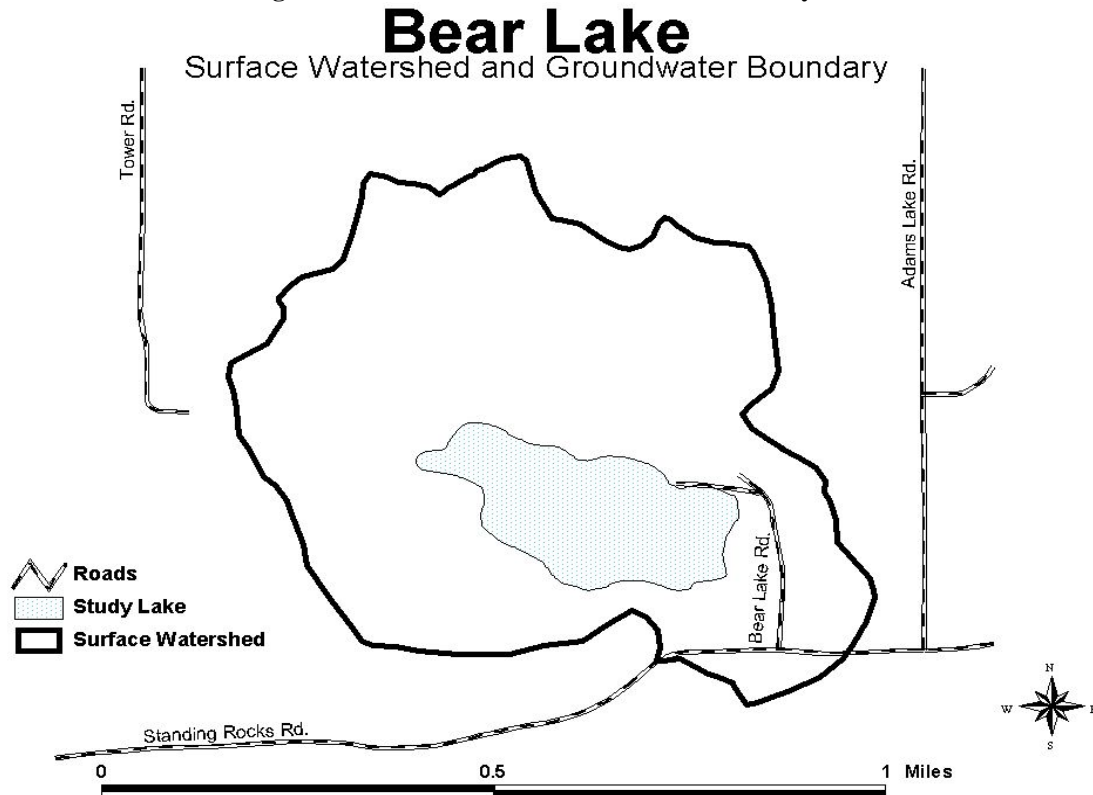 Bear Lake
Surface Watershed and Groundwater Boundary
Tower Rd.
Adams Lake Rd.
Bear Lake Rd.
Roads
Study Lake
Surface Watershed
Standing Rocks Rd.
N
W
E
S
0 0.5 1 Miles